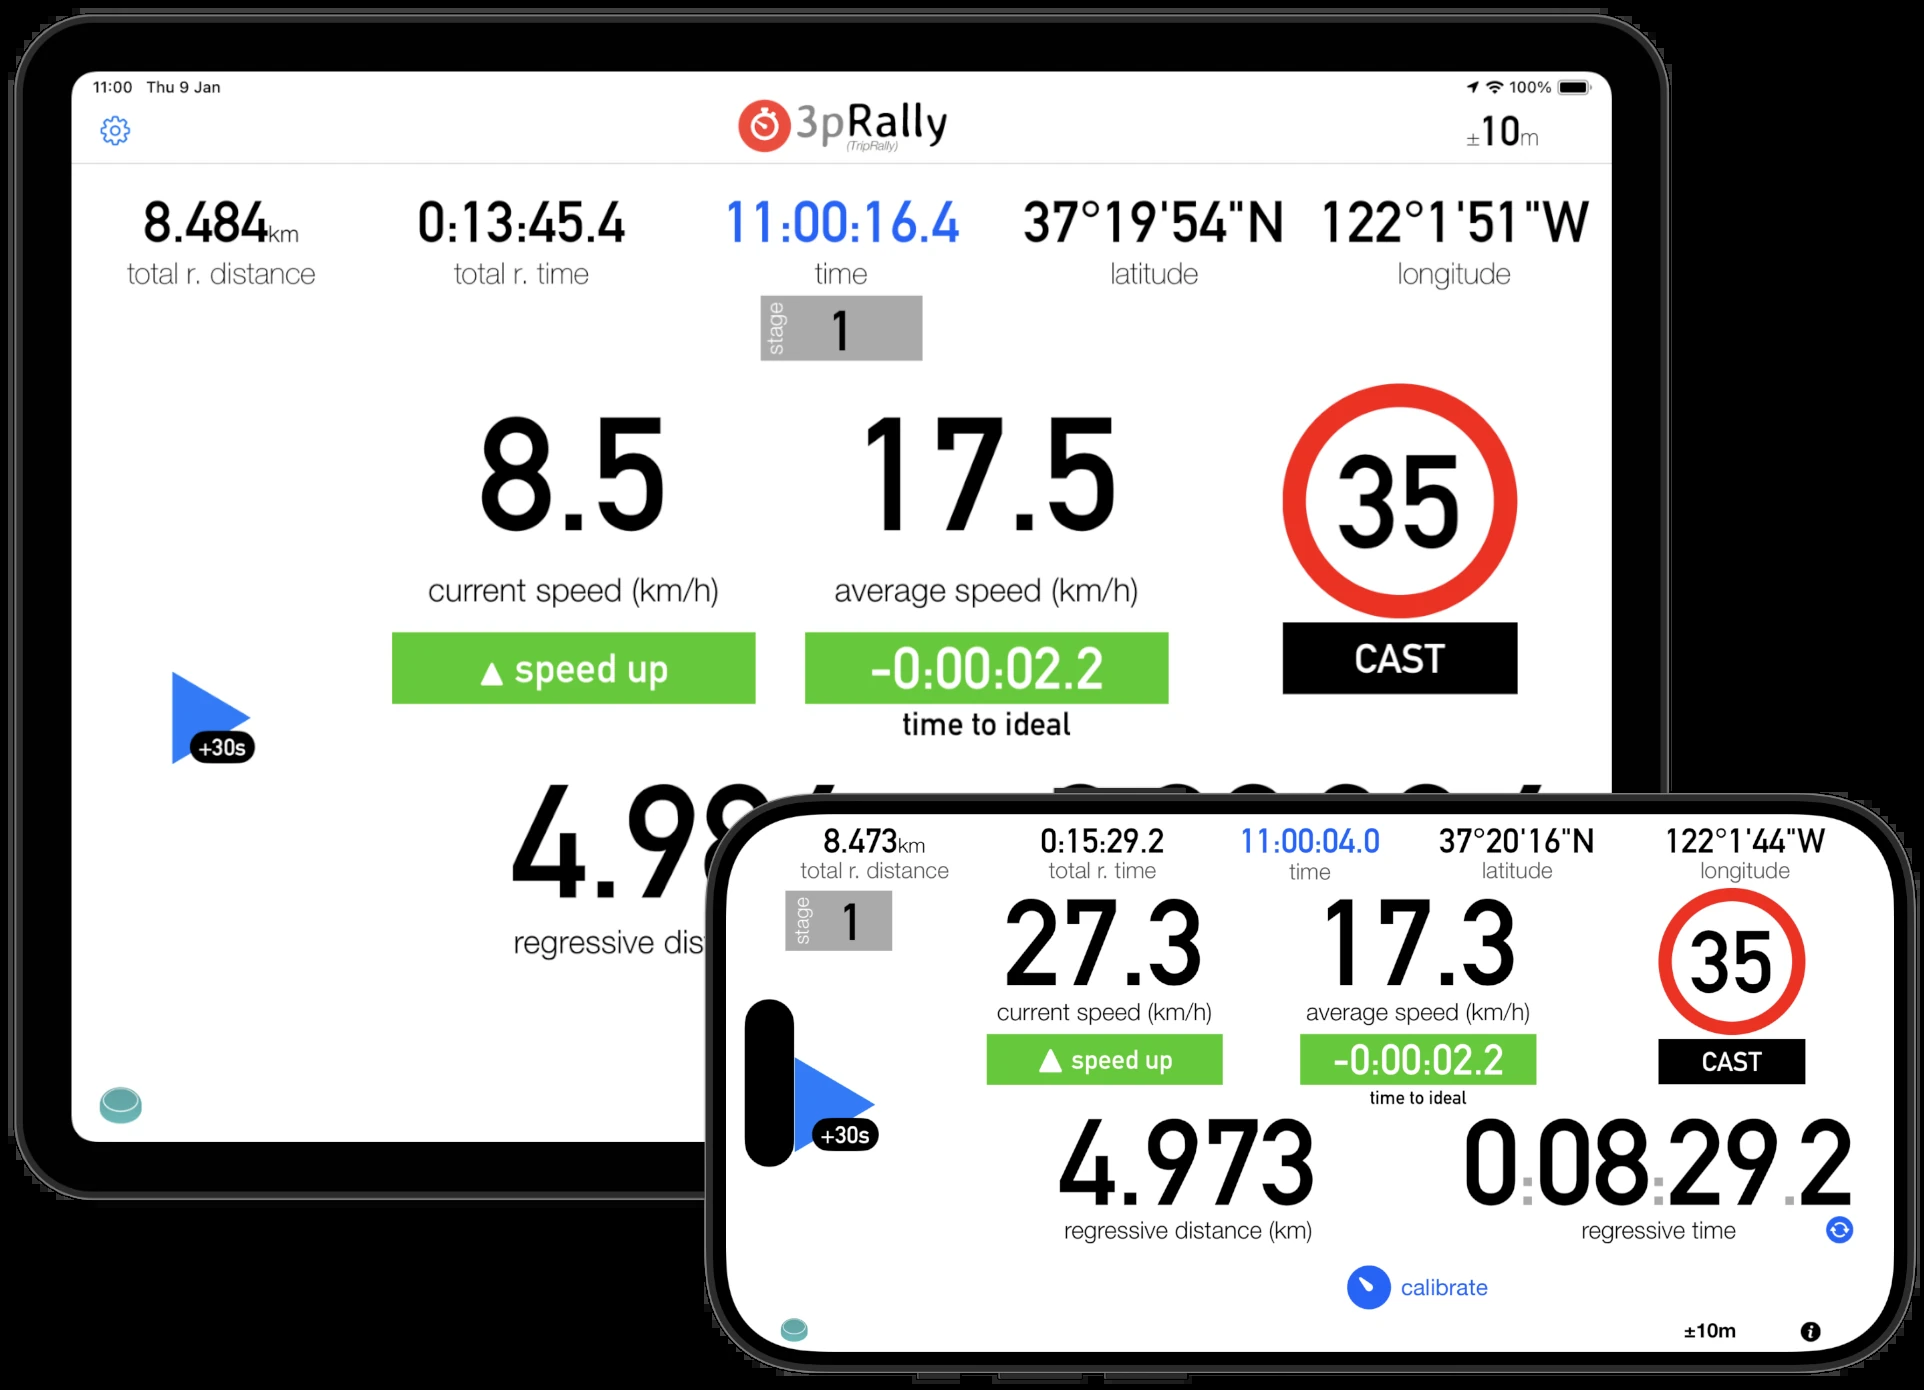 11:00 Thu 9 Jan
100%
3pRally
(TripRally)
±10m
8.484km
0:13:45.4
11:00:16.4
37°19'54"N
122°1'51"W
total r. distance
total r. time
time
latitude
longitude
stage
1
8.5
17.5
35
current speed (km/h)
average speed (km/h)
▲ speed up
-0:00:02.2
CAST
time to ideal
+30s
4.98
regressive dis
8.473km
0:15:29.2
11:00:04.0
37°20'16"N
122°1'44"W
total r. distance
total r. time
time
latitude
longitude
stage
1
27.3
17.3
35
current speed (km/h)
average speed (km/h)
▲ speed up
-0:00:02.2
CAST
time to ideal
+30s
4.973
0:08:29.2
regressive distance (km)
regressive time
calibrate
±10m
i